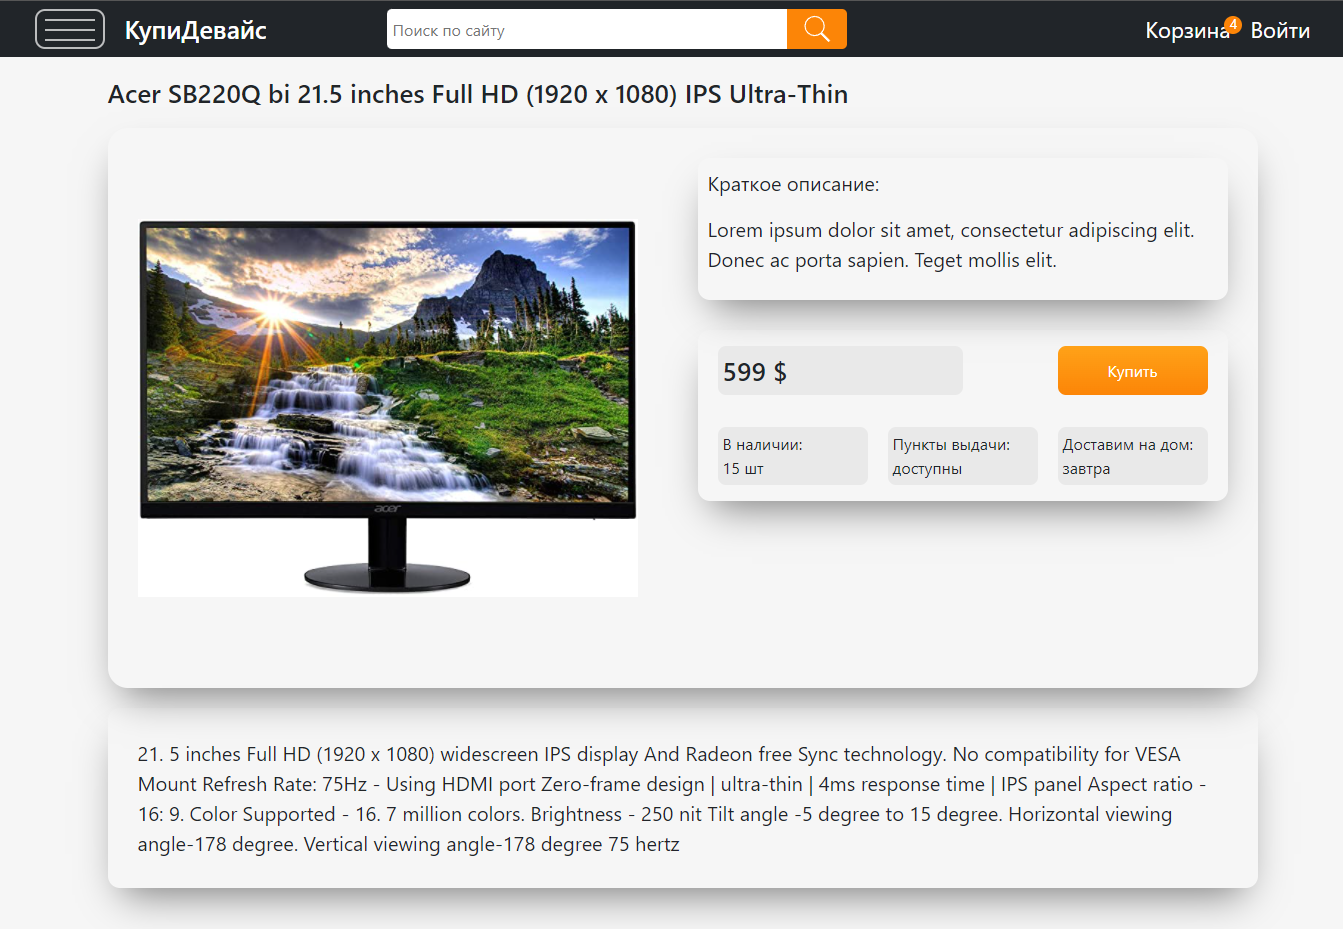 КупиДевайс
Поиск по сайту
Корзина 4
Войти
Acer SB220Q bi 21.5 inches Full HD (1920 x 1080) IPS Ultra-Thin
acer
Краткое описание:
Lorem ipsum dolor sit amet, consectetur adipiscing elit.
Donec ac porta sapien. Teget mollis elit.
599 $
Купить
В наличии:
15 шт
Пункты выдачи:
доступны
Доставим на дом:
завтра
21. 5 inches Full HD (1920 x 1080) widescreen IPS display And Radeon free Sync technology. No compatibility for VESA
Mount Refresh Rate: 75Hz - Using HDMI port Zero-frame design | ultra-thin | 4ms response time | IPS panel Aspect ratio -
16: 9. Color Supported - 16. 7 million colors. Brightness - 250 nit Tilt angle -5 degree to 15 degree. Horizontal viewing
angle-178 degree. Vertical viewing angle-178 degree 75 hertz